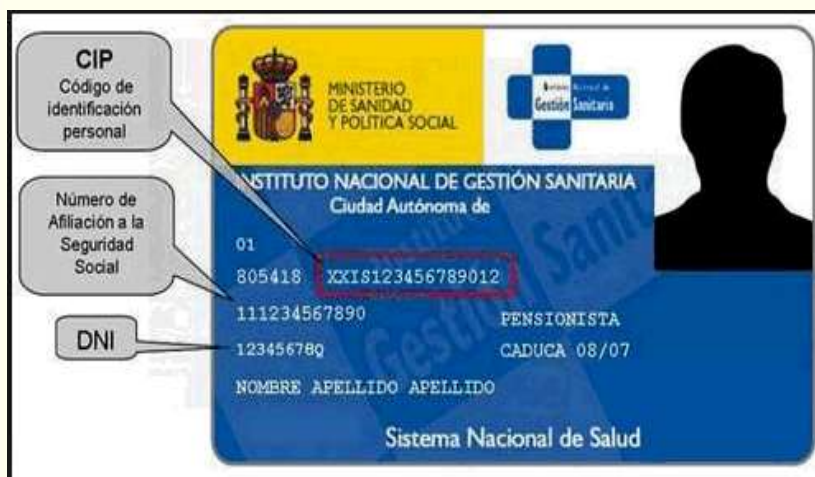 CIP
Código de
identificación
personal
Número de
Afiliación a la
Seguridad
Social
DNI
MINISTERIO
DE SANIDAD
Y POLÍTICA SOCIAL
Gestión Sanitaria
INSTITUTO NACIONAL DE GESTIÓN SANITARIA
Ciudad Autónoma de
01
805418 XXIS123456789012
111234567890 PENSIONISTA
12345678Q CADUCA 08/07
NOMBRE APELLIDO APELLIDO
Sistema Nacional de Salud